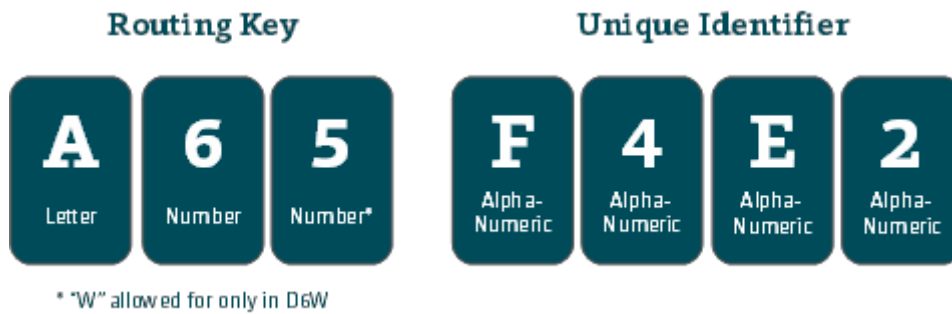 Routing Key
Unique Identifier
A 6 5
Letter Number Number*
F 4 E 2
Alpha- Alpha- Alpha- Alpha-
Numeric Numeric Numeric Numeric
* "W" allowed for only in D6W